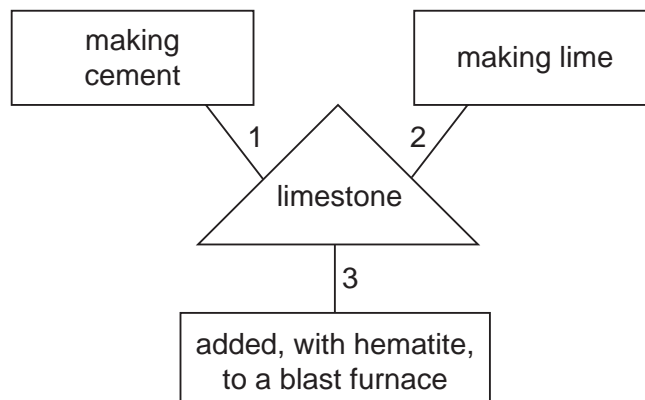 making
cement
making lime
1
2
limestone
3
added, with hematite,
to a blast furnace